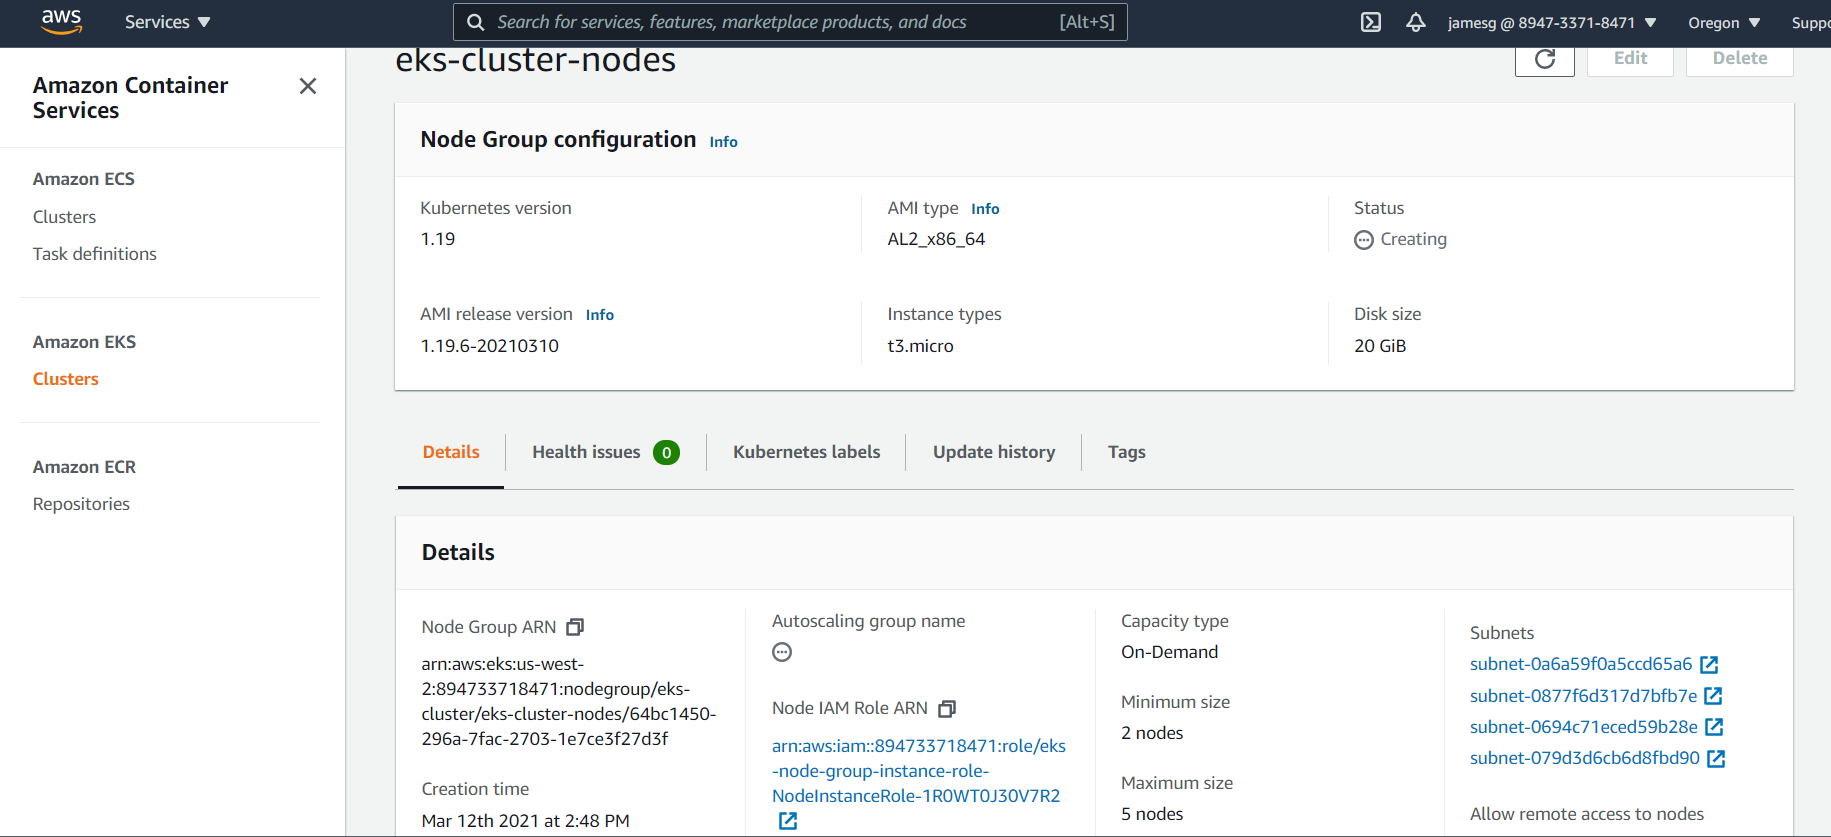 aws
Services
Search for services, features, marketplace products, and docs
[Alt+S]
jamesg @ 8947-3371-8471
Oregon
Suppo
Amazon Container
Services
Amazon ECS
Clusters
Task definitions
Amazon EKS
Clusters
Amazon ECR
Repositories
eks-cluster-nodes
Edit
Delete
Node Group configuration Info
Kubernetes version
1.19
AMI type Info
AL2_x86_64
Status
Creating
AMI release version Info
1.19.6-20210310
Instance types
t3.micro
Disk size
20 GiB
Details
Health issues 0
Kubernetes labels
Update history
Tags
Details
Node Group ARN
arn:aws:eks:us-west-
2:894733718471:nodegroup/eks-
cluster/eks-cluster-nodes/64bc1450-
296a-7fac-2703-1e7ce3f27d3f
Creation time
Mar 12th 2021 at 2:48 PM
Autoscaling group name
Node IAM Role ARN
arn:aws:iam::894733718471:role/eks
-node-group-instance-role-
NodeInstanceRole-1R0WT0J30V7R2
Capacity type
On-Demand
Minimum size
2 nodes
Maximum size
5 nodes
Subnets
subnet-0a6a59f0a5ccd65a6
subnet-0877f6d317d7bfb7e
subnet-0694c71eced59b28e
subnet-079d3d6cb6d8fbd90
Allow remote access to nodes